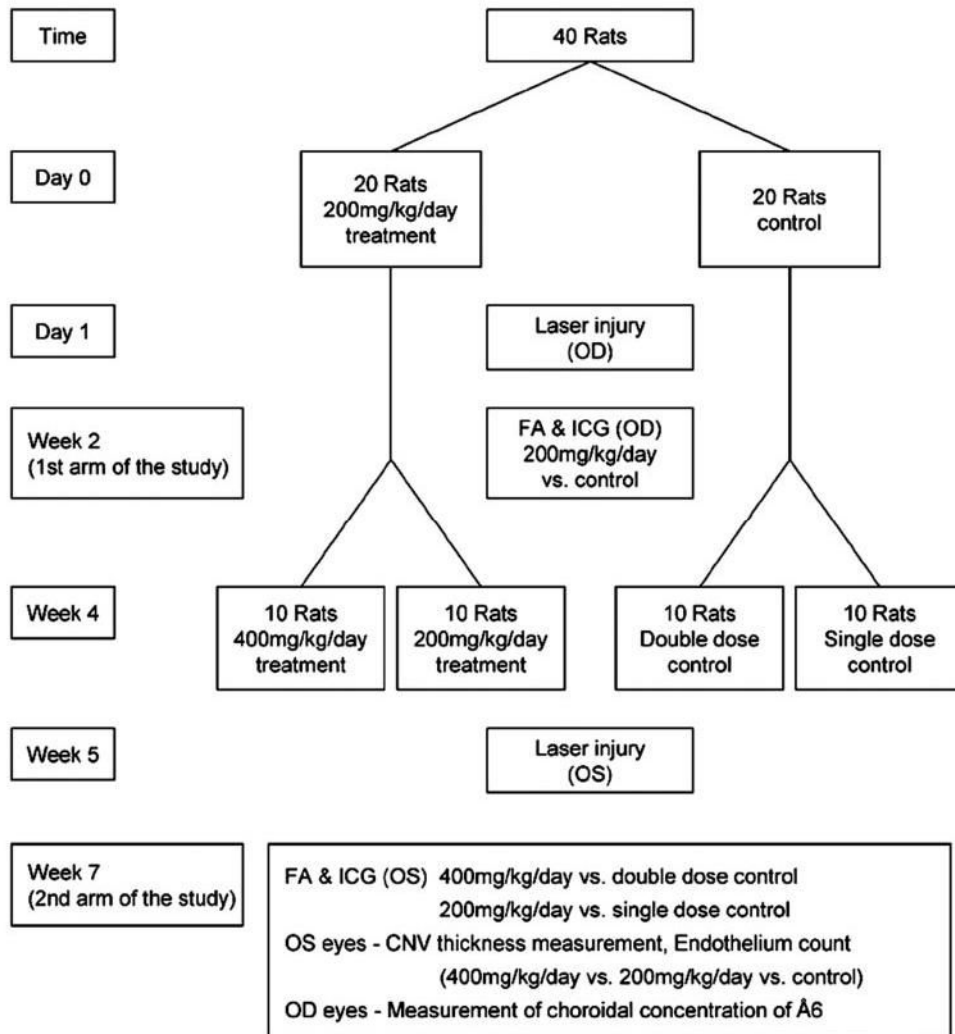 Time
40 Rats
Day 0
20 Rats
200mg/kg/day
treatment
20 Rats
control
Day 1
Laser injury
(OD)
Week 2
(1st arm of the study)
FA & ICG (OD)
200mg/kg/day
vs. control
Week 4
10 Rats
400mg/kg/day
treatment
10 Rats
200mg/kg/day
treatment
10 Rats
Double dose
control
10 Rats
Single dose
control
Week 5
Laser injury
(OS)
Week 7
(2nd arm of the study)
FA & ICG (OS) 400mg/kg/day vs. double dose control
200mg/kg/day vs. single dose control
OS eyes - CNV thickness measurement, Endothelium count
(400mg/kg/day vs. 200mg/kg/day vs. control)
OD eyes - Measurement of choroidal concentration of Å6